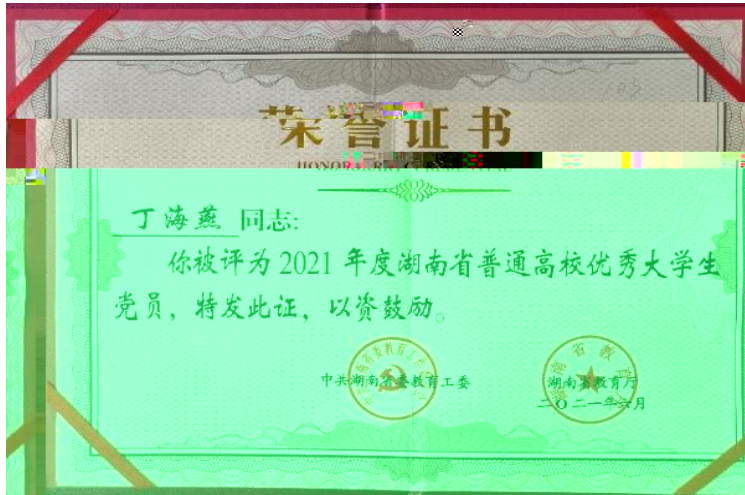 荣誉证书
丁海燕 同志:
你被评为2021年度湖南省普通高校优秀大学生
党员，特发此证，以资鼓励。
中共湖南省委教育工委
湖南省教育厅
二〇二一年六月